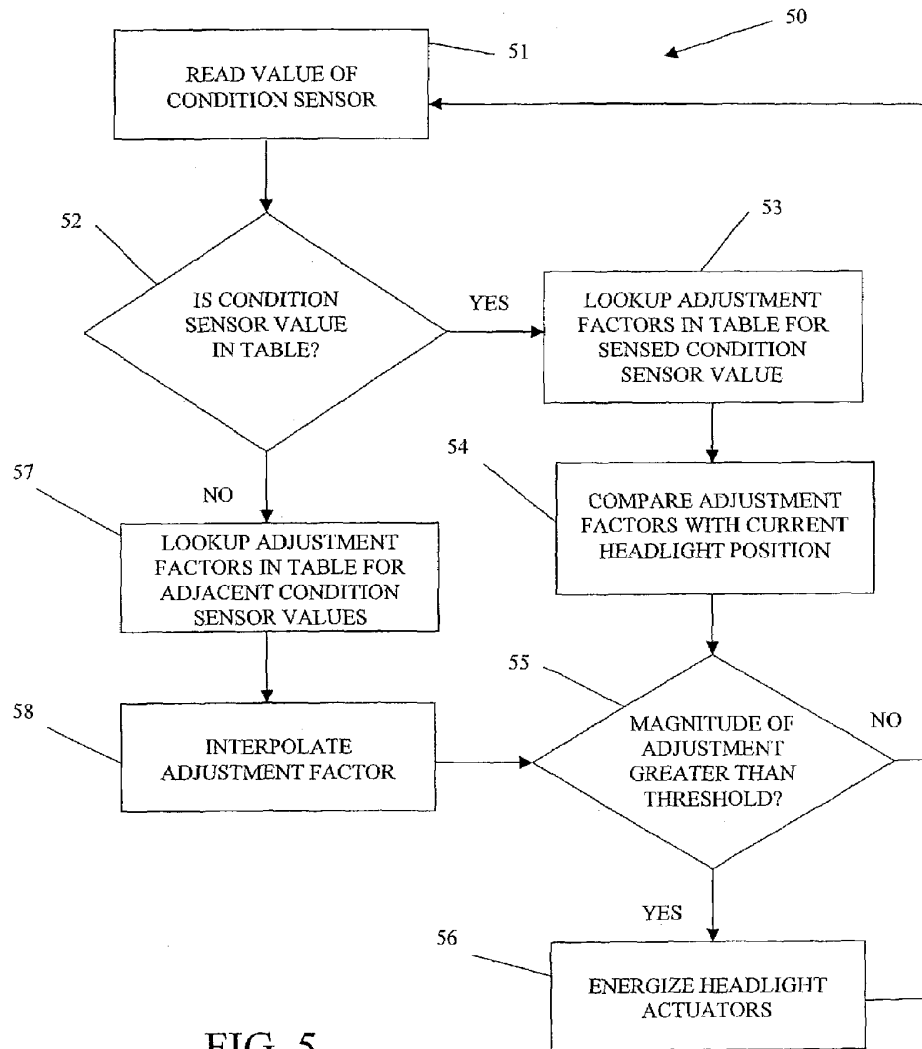 50
51
READ VALUE OF
CONDITION SENSOR
52
IS CONDITION
SENSOR VALUE
IN TABLE?
YES
53
LOOKUP ADJUSTMENT
FACTORS IN TABLE FOR
SENSED CONDITION
SENSOR VALUE
57
NO
LOOKUP ADJUSTMENT
FACTORS IN TABLE FOR
ADJACENT CONDITION
SENSOR VALUES
54
COMPARE ADJUSTMENT
FACTORS WITH CURRENT
HEADLIGHT POSITION
58
INTERPOLATE
ADJUSTMENT FACTOR
55
MAGNITUDE OF
ADJUSTMENT
GREATER THAN
THRESHOLD?
NO
YES
56
ENERGIZE HEADLIGHT
ACTUATORS
FIG. 5